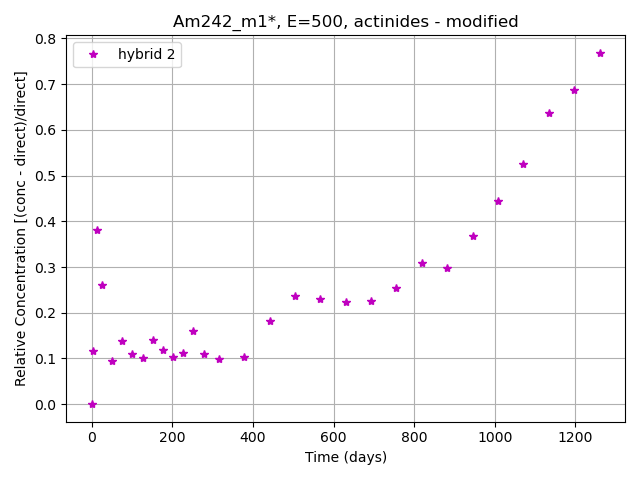 Am242_m1*, E=500, actinides - modified
hybrid 2
Relative Concentration [(conc - direct)/direct]
0.8
0.7
0.6
0.5
0.4
0.3
0.2
0.1
0.0
0 200 400 600 800 1000 1200
Time (days)